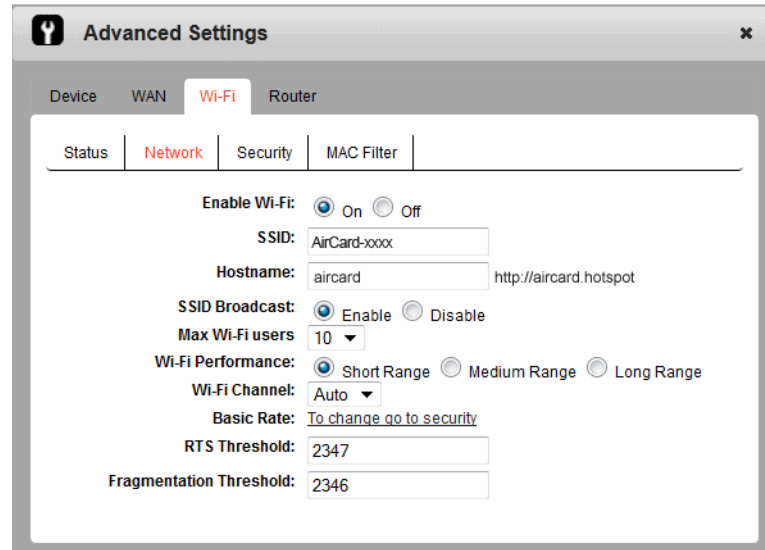 Advanced Settings ×
Device WAN Wi-Fi Router
Status Network Security MAC Filter
Enable Wi-Fi: On Off
SSID: AirCard-xxxx
Hostname: aircard http://aircard.hotspot
SSID Broadcast: Enable Disable
Max Wi-Fi users 10
Wi-Fi Performance: Short Range Medium Range Long Range
Wi-Fi Channel: Auto
Basic Rate: To change go to security
RTS Threshold: 2347
Fragmentation Threshold: 2346